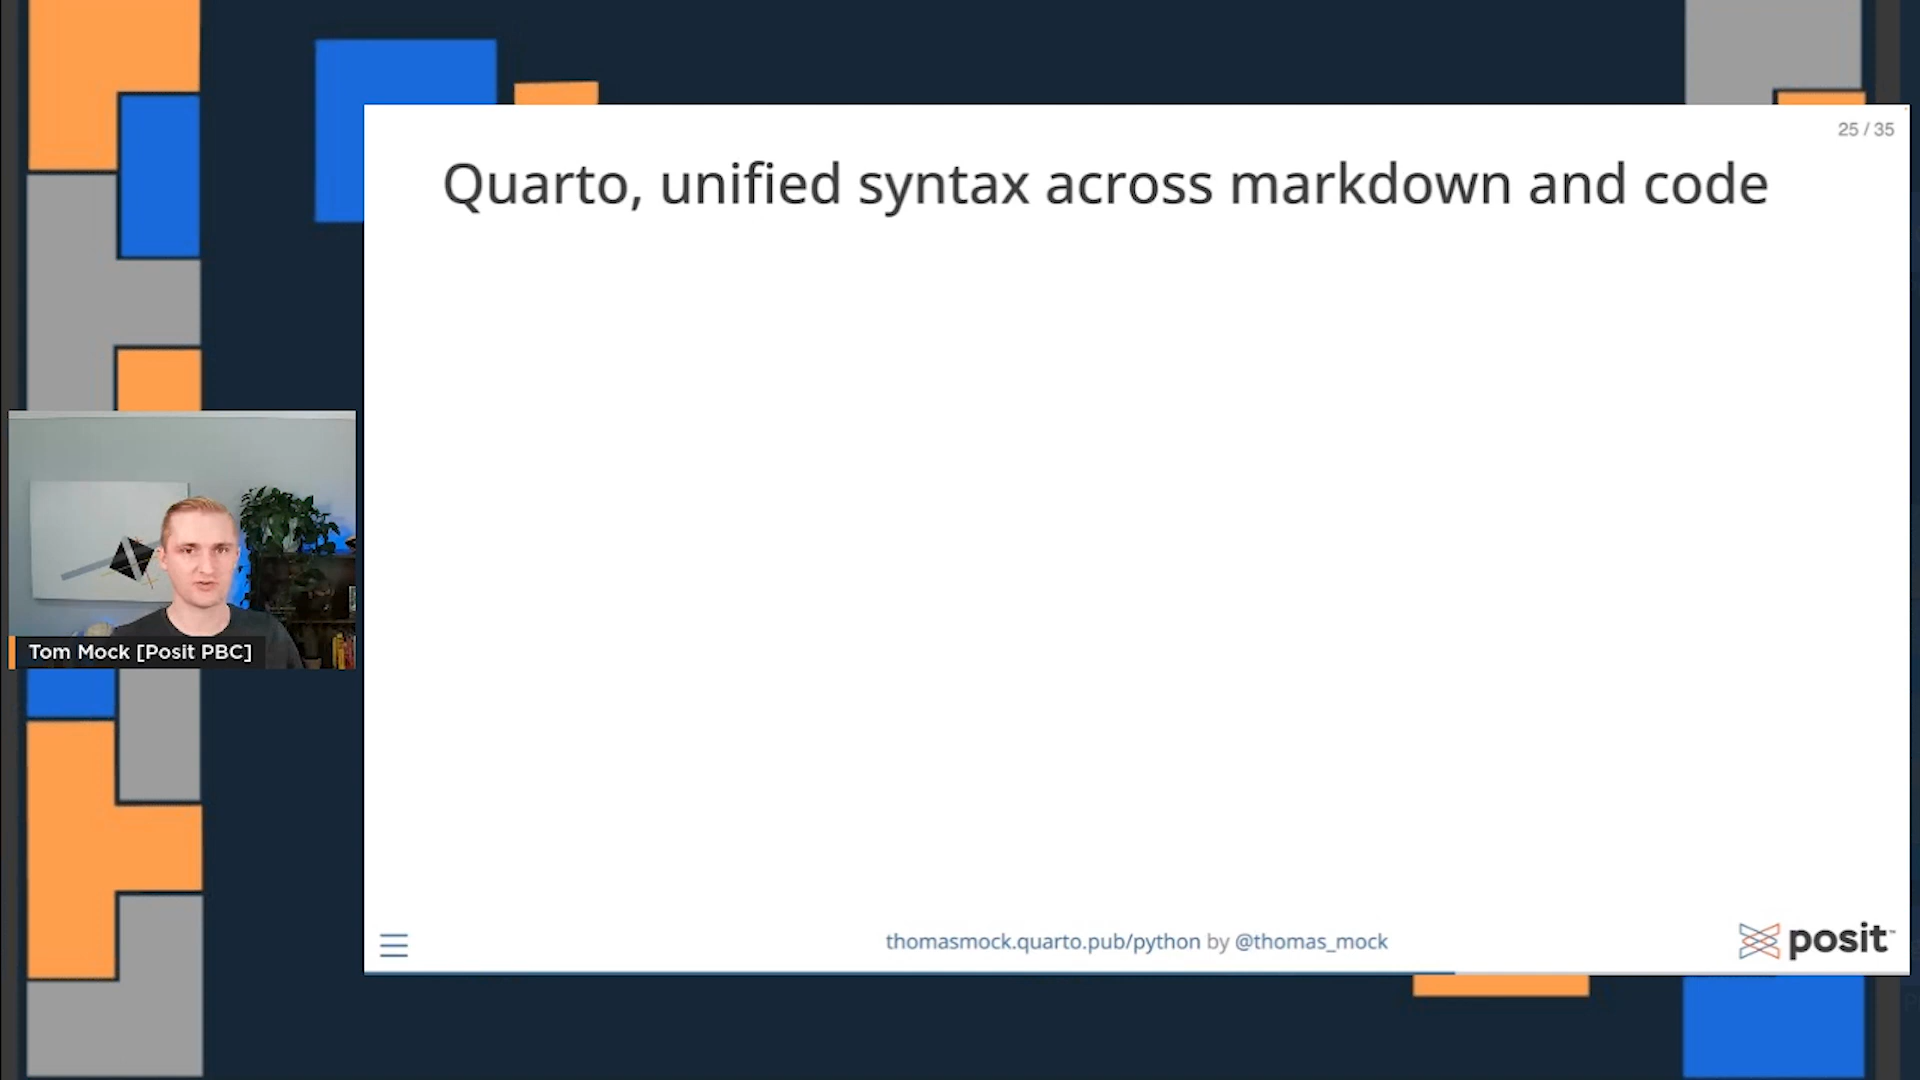 25 / 35
Quarto, unified syntax across markdown and code
Tom Mock [Posit PBC]
thomasmock.quarto.pub/python by @thomas_mock
posit™